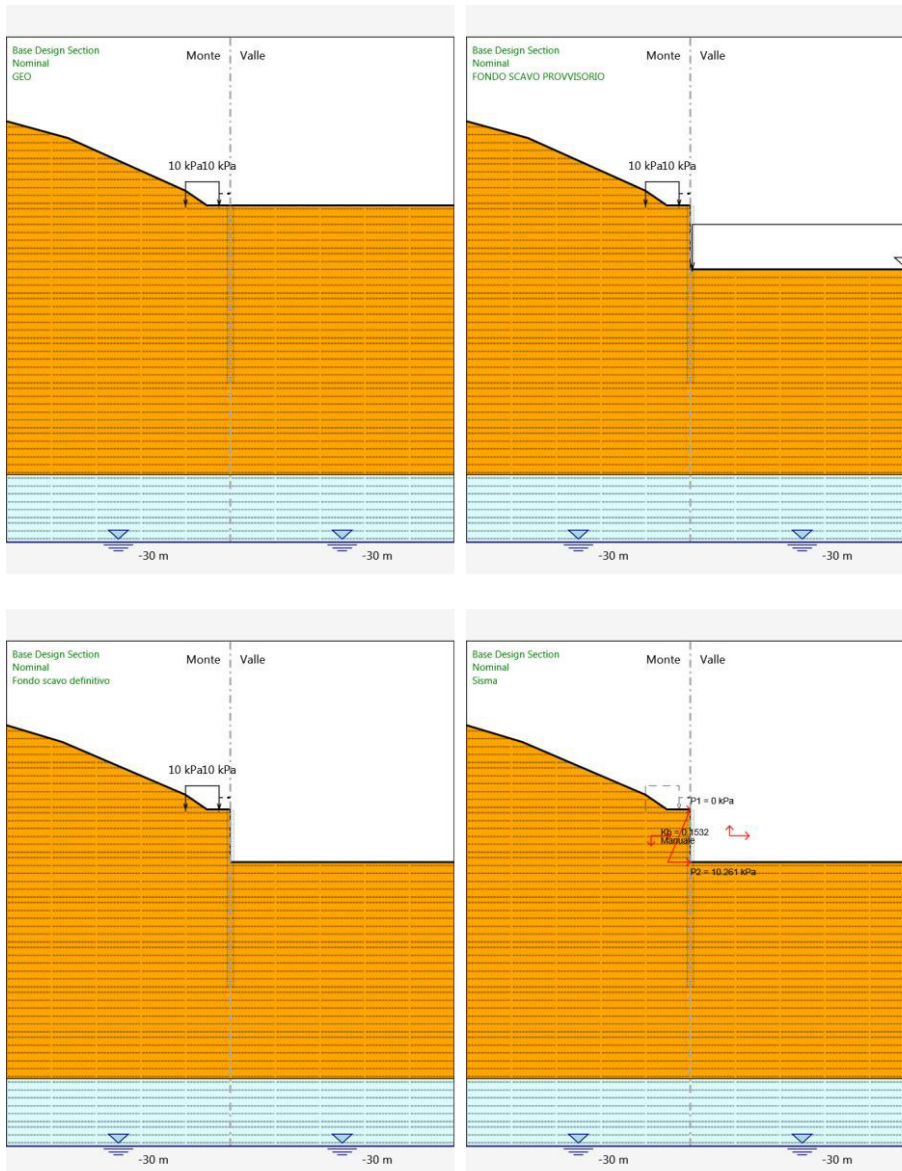 Base Design Section
Nominal
GEO
Monte Valle
10 kPa10 kPa
-30 m -30 m
Base Design Section
Nominal
FONDO SCAVO PROVVISORIO
Monte Valle
10 kPa10 kPa
-30 m -30 m
Base Design Section
Nominal
Fondo scavo definitivo
Monte Valle
10 kPa10 kPa
-30 m -30 m
Base Design Section
Nominal
Sisma
Monte Valle
P1 = 0 kPa
Kh = 0.1532
Manuale
P2 = 10.261 kPa
-30 m -30 m